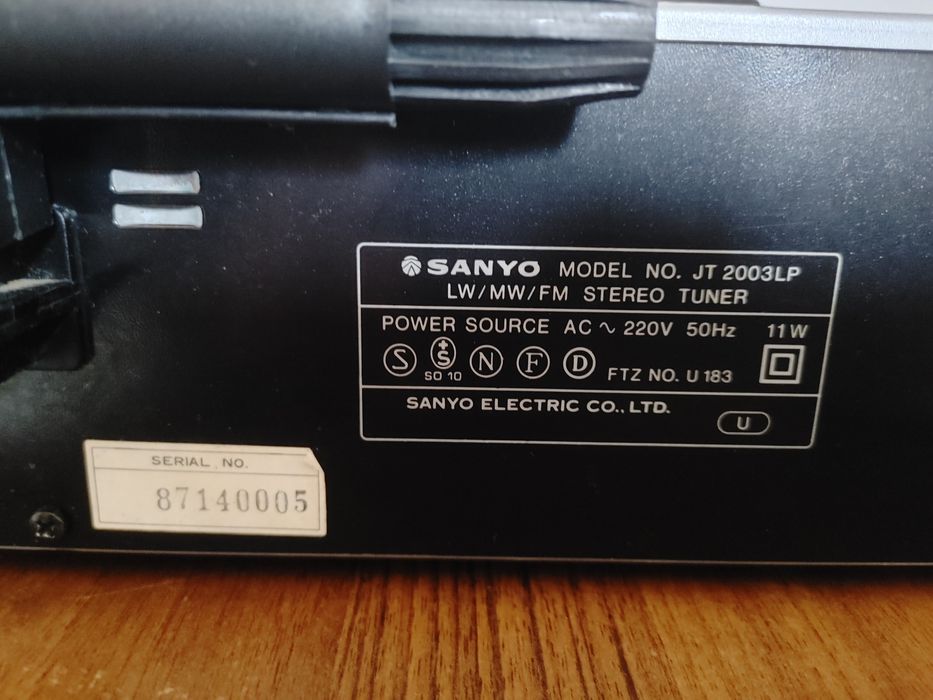 SANYO MODEL NO. JT 2003LP
LW/MW/FM STEREO TUNER
POWER SOURCE AC ~ 220V 50Hz 11W
S +S N F D FTZ NO. U 183
SO 10
SANYO ELECTRIC CO., LTD.
U
SERIAL NO.
87140005